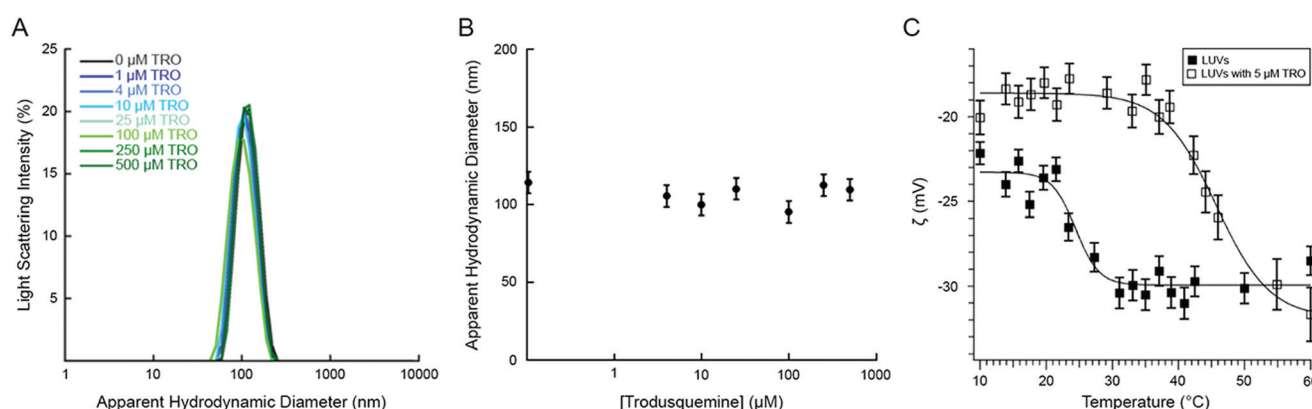 A
Light Scattering Intensity (%)
25
20
15
10
5
0 µM TRO
1 µM TRO
4 µM TRO
10 µM TRO
25 µM TRO
100 µM TRO
250 µM TRO
500 µM TRO
1
10
100
1000
10000
Apparent Hydrodynamic Diameter (nm)
B
Apparent Hydrodynamic Diameter (nm)
200
150
100
50
0
1
10
100
1000
[Trodusquemine] (µM)
C
ζ (mV)
-20
-25
-30
LUVs
LUVs with 5 µM TRO
10
20
30
40
50
60
Temperature (°C)